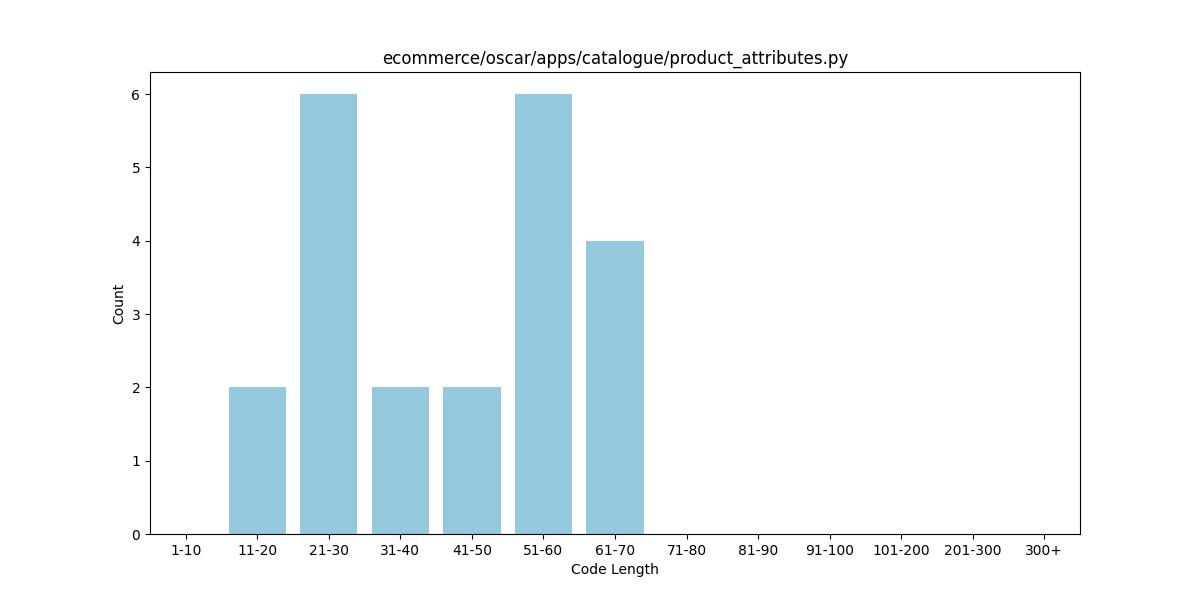 ecommerce/oscar/apps/catalogue/product_attributes.py
6
5
4
3
2
1
0
Count
1-10 11-20 21-30 31-40 41-50 51-60 61-70 71-80 81-90 91-100 101-200 201-300 300+
Code Length